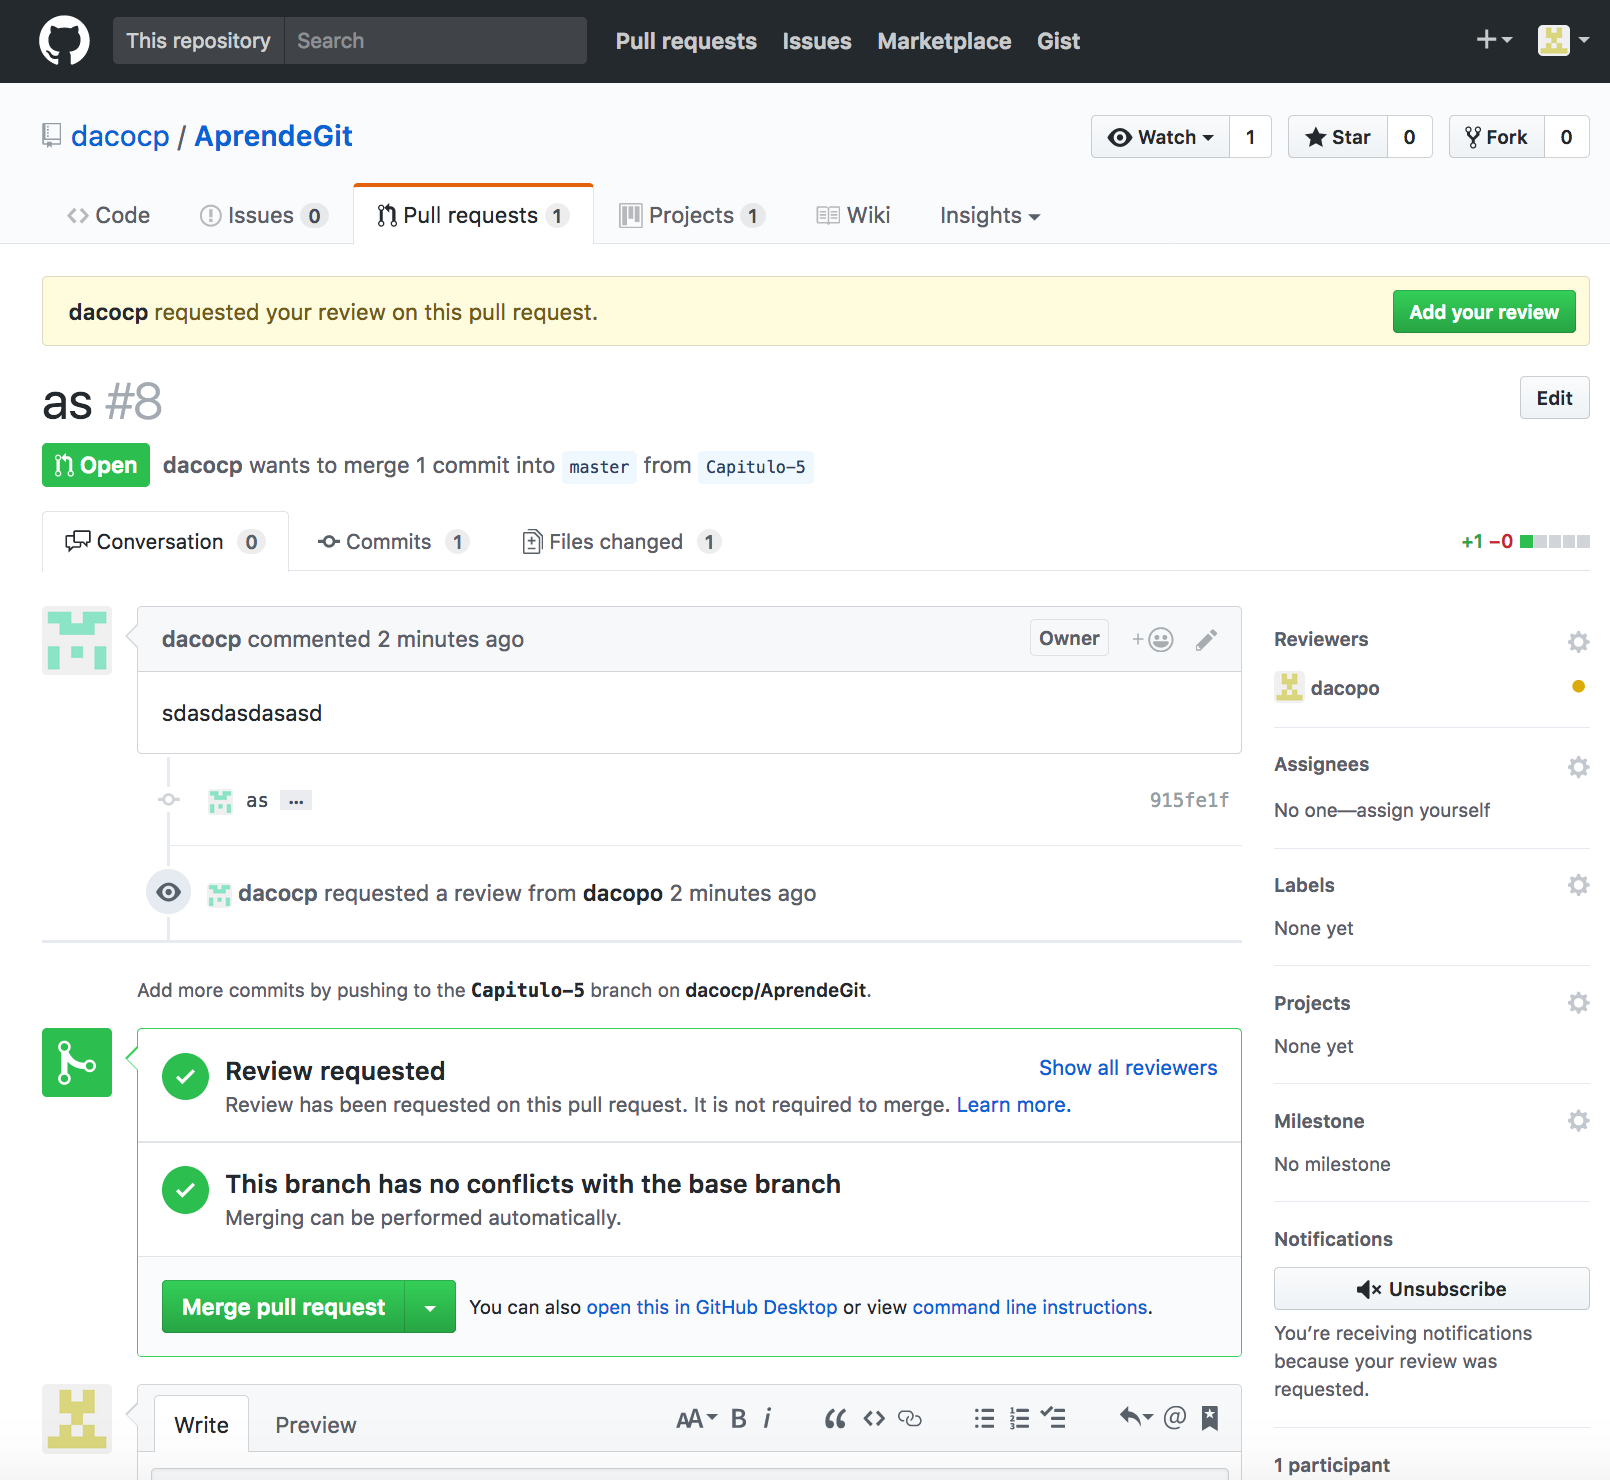 This repository Search Pull requests Issues Marketplace Gist
dacocp / AprendeGit
Watch 1 Star 0 Fork 0
Code Issues 0 Pull requests 1 Projects 1 Wiki Insights
dacocp requested your review on this pull request. Add your review
as #8 Edit
Open dacocp wants to merge 1 commit into master from Capitulo-5
Conversation 0 Commits 1 Files changed 1 +1 −0
dacocp commented 2 minutes ago Owner
sdasdasdasasd
as ... 915fe1f
dacocp requested a review from dacopo 2 minutes ago
Add more commits by pushing to the Capitulo-5 branch on dacocp/AprendeGit.
Review requested Show all reviewers
Review has been requested on this pull request. It is not required to merge. Learn more.
This branch has no conflicts with the base branch
Merging can be performed automatically.
Merge pull request You can also open this in GitHub Desktop or view command line instructions.
Write Preview AA B i @
Reviewers
dacopo
Assignees
No one—assign yourself
Labels
None yet
Projects
None yet
Milestone
No milestone
Notifications
Unsubscribe
You’re receiving notifications
because your review was
requested.
1 participant